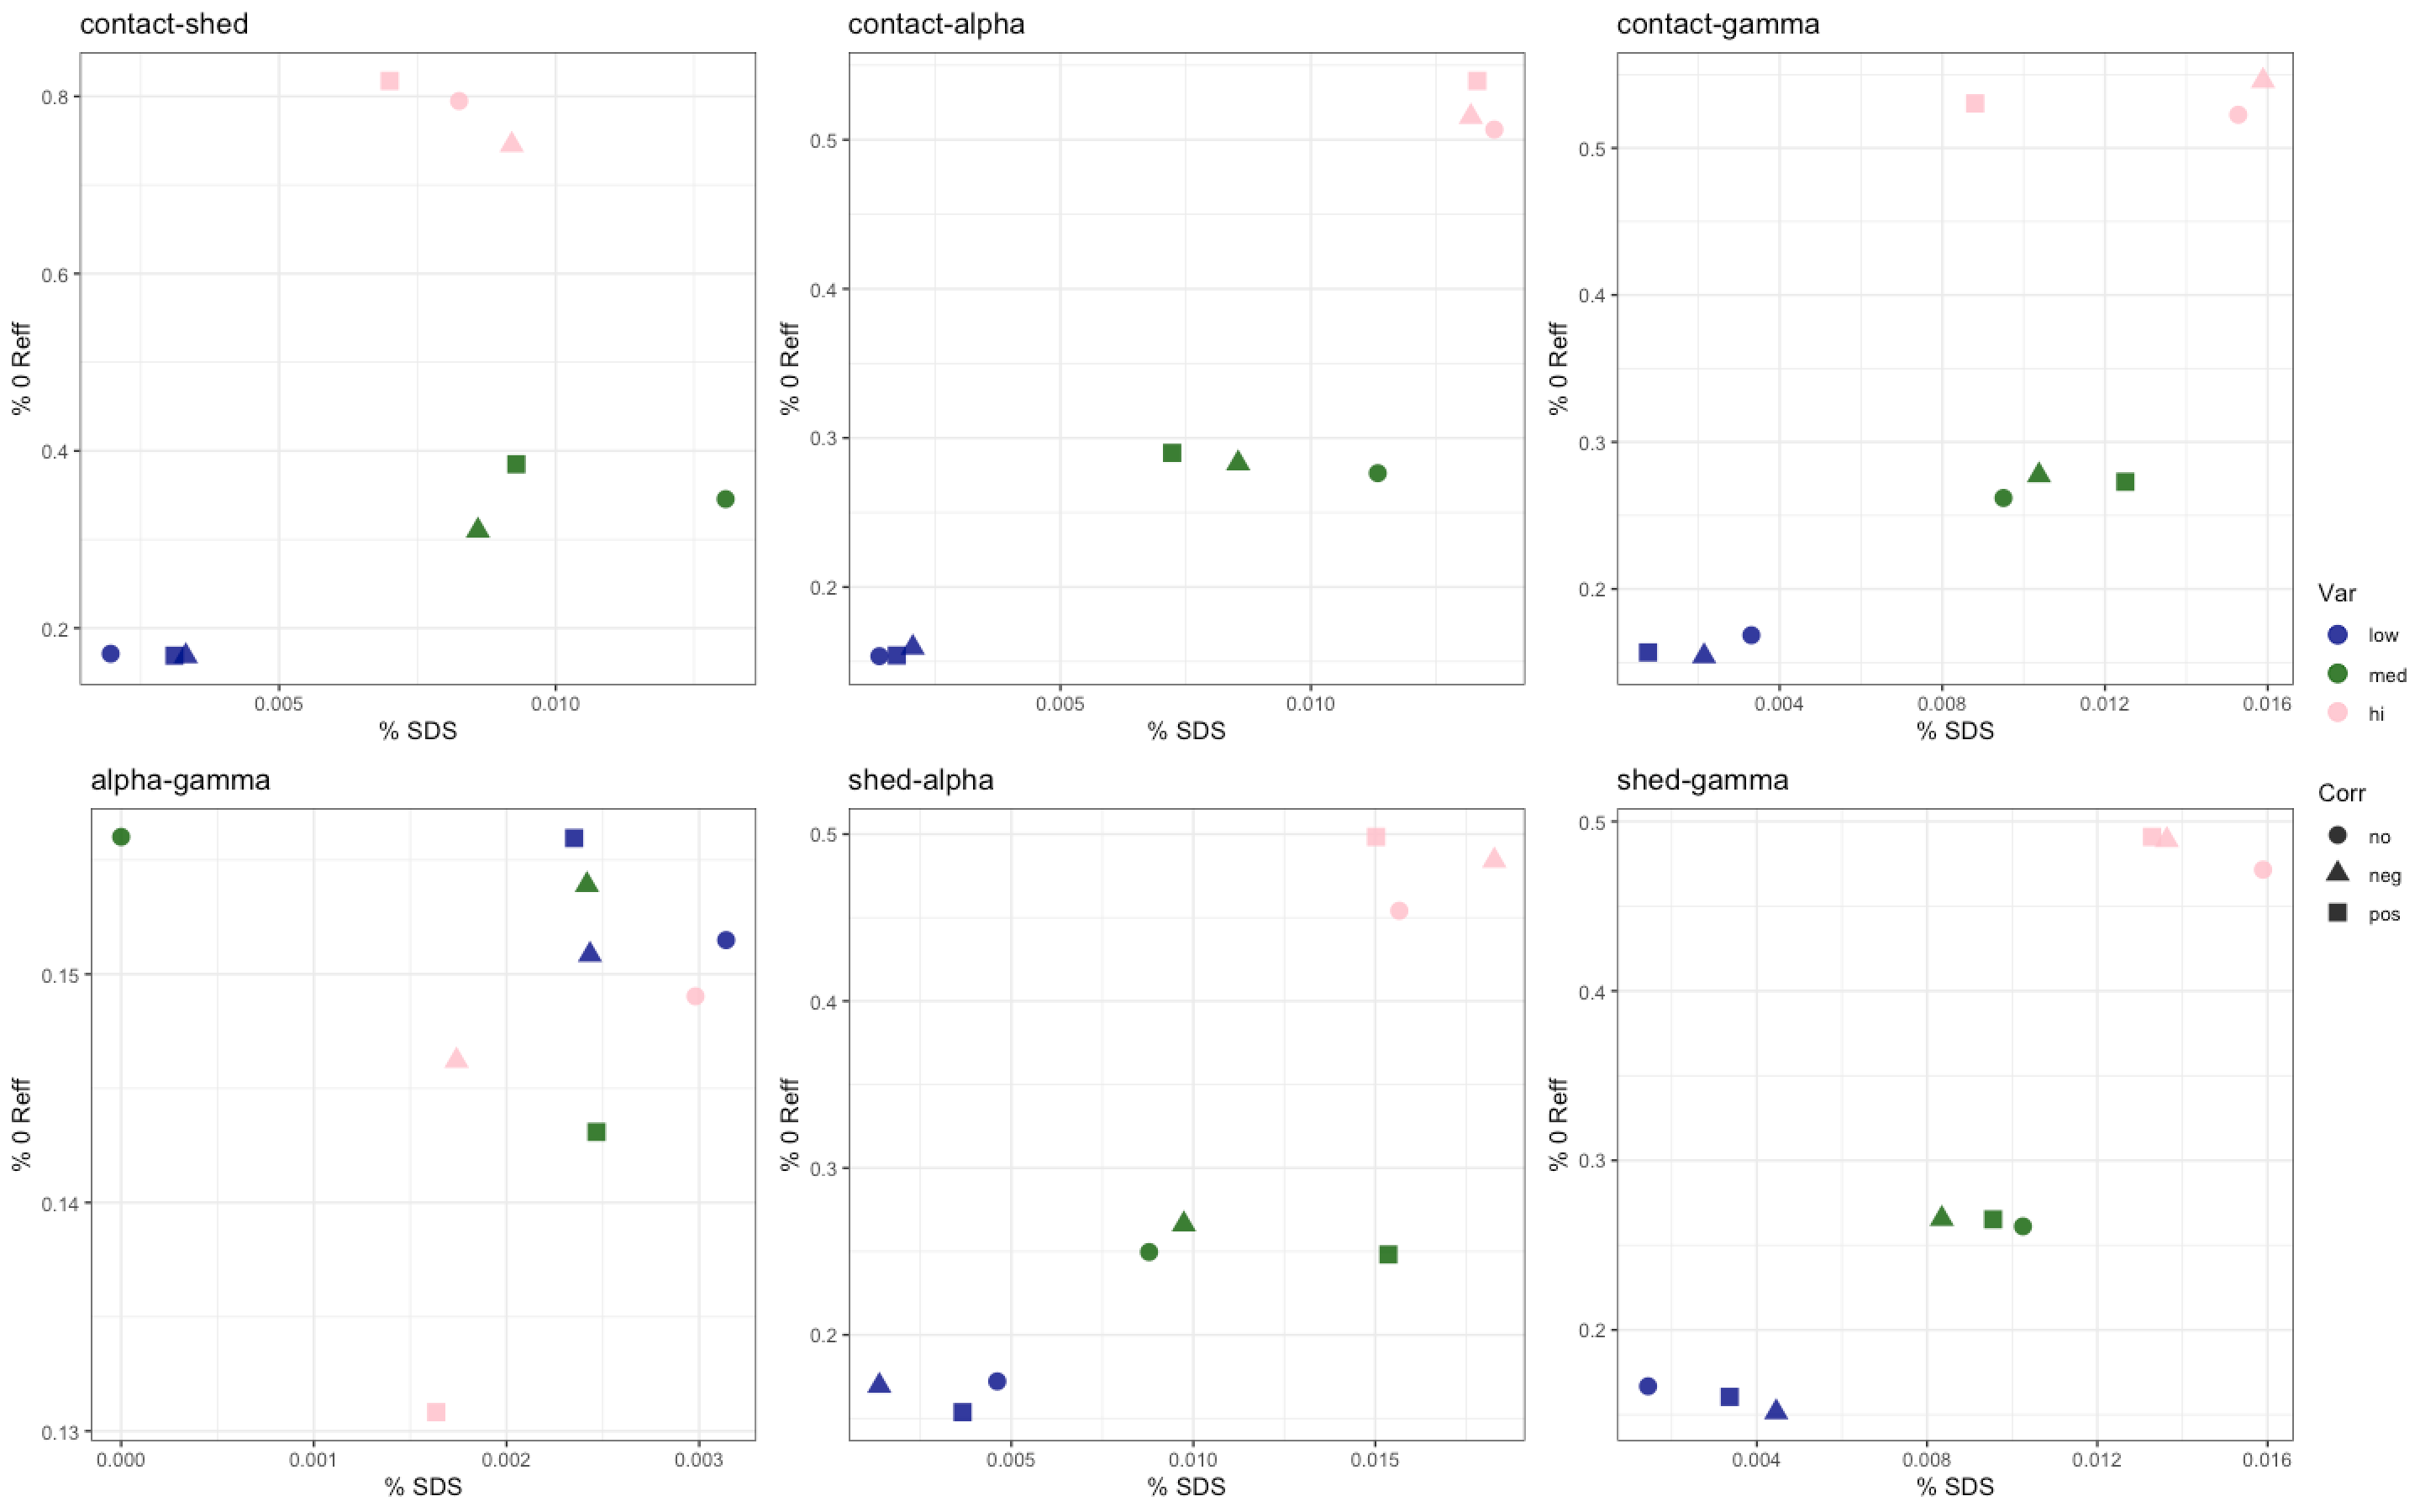 contact-shed
0.8
0.6
0.4
0.2
% 0 Reff
0.005 0.010
% SDS
contact-alpha
0.5
0.4
0.3
0.2
% 0 Reff
0.005 0.010
% SDS
contact-gamma
0.5
0.4
0.3
0.2
% 0 Reff
0.004 0.008 0.012 0.016
% SDS
alpha-gamma
0.15
0.14
0.13
% 0 Reff
0.000 0.001 0.002 0.003
% SDS
shed-alpha
0.5
0.4
0.3
0.2
% 0 Reff
0.005 0.010 0.015
% SDS
shed-gamma
0.5
0.4
0.3
0.2
% 0 Reff
0.004 0.008 0.012 0.016
% SDS
Var
low
med
hi
Corr
no
neg
pos